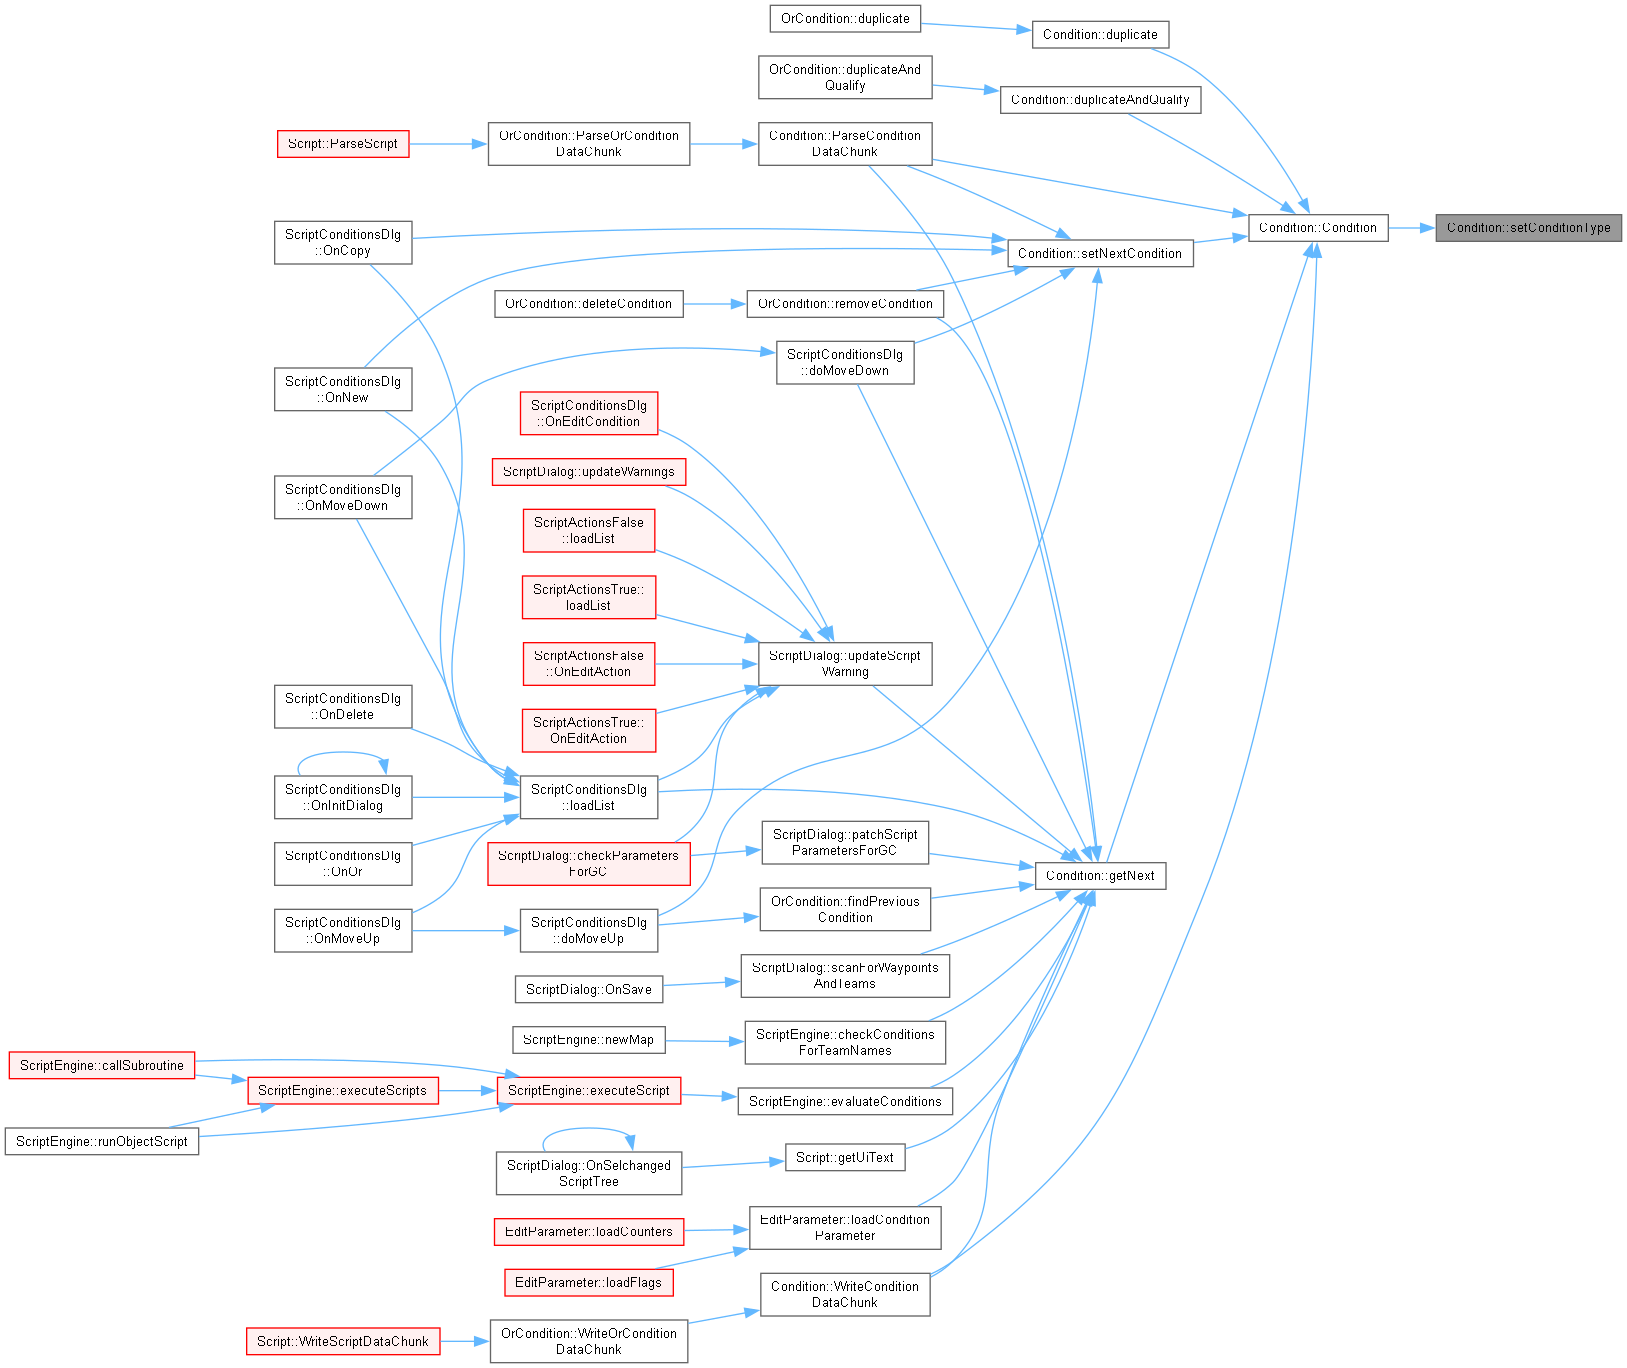 OrCondition::duplicate
Condition::duplicate
OrCondition::duplicateAnd
Qualify
Condition::duplicateAndQualify
Script::ParseScript
OrCondition::ParseOrCondition
DataChunk
Condition::ParseCondition
DataChunk
Condition::Condition
Condition::setConditionType
ScriptConditionsDlg
::OnCopy
Condition::setNextCondition
OrCondition::deleteCondition
OrCondition::removeCondition
ScriptConditionsDlg
::doMoveDown
ScriptConditionsDlg
::OnNew
ScriptConditionsDlg
::OnEditCondition
ScriptDialog::updateWarnings
ScriptConditionsDlg
::OnMoveDown
ScriptActionsFalse
::loadList
ScriptActionsTrue::
loadList
ScriptActionsFalse
::OnEditAction
ScriptDialog::updateScript
Warning
ScriptConditionsDlg
::OnDelete
ScriptActionsTrue::
OnEditAction
ScriptConditionsDlg
::OnInitDialog
ScriptConditionsDlg
::loadList
ScriptDialog::patchScript
ParametersForGC
ScriptConditionsDlg
::OnOr
ScriptDialog::checkParameters
ForGC
Condition::getNext
OrCondition::findPrevious
Condition
ScriptConditionsDlg
::OnMoveUp
ScriptConditionsDlg
::doMoveUp
ScriptDialog::scanForWaypoints
AndTeams
ScriptDialog::OnSave
ScriptEngine::newMap
ScriptEngine::checkConditions
ForTeamNames
ScriptEngine::callSubroutine
ScriptEngine::executeScripts
ScriptEngine::executeScript
ScriptEngine::evaluateConditions
ScriptEngine::runObjectScript
Script::getUiText
ScriptDialog::OnSelchanged
ScriptTree
EditParameter::loadCounters
EditParameter::loadCondition
Parameter
EditParameter::loadFlags
Condition::WriteCondition
DataChunk
Script::WriteScriptDataChunk
OrCondition::WriteOrCondition
DataChunk